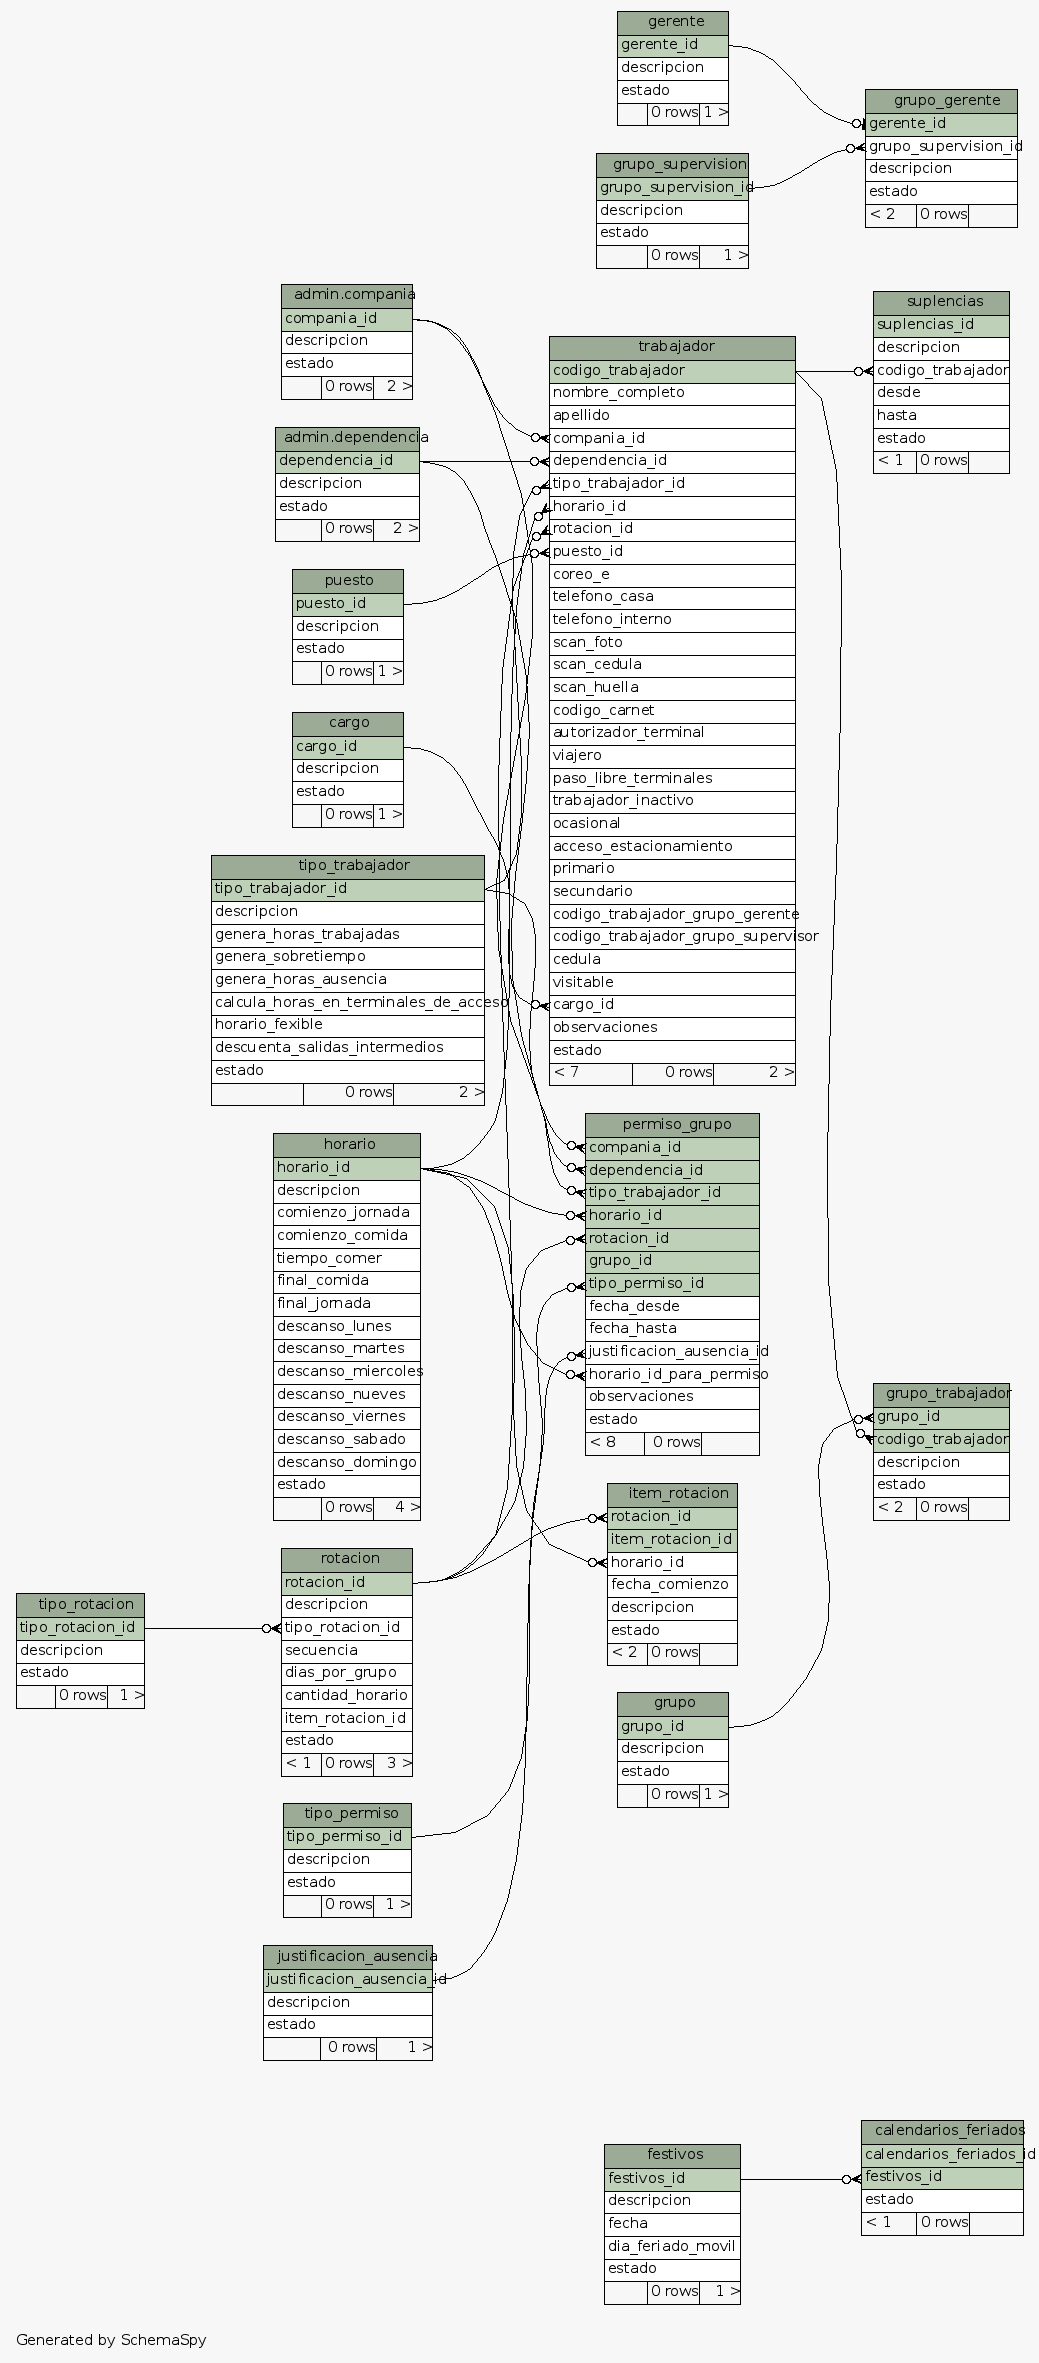 gerente
gerente_id
descripcion
estado
0 rows 1 >
grupo_gerente
gerente_id
grupo_supervision_id
descripcion
estado
< 2 0 rows
grupo_supervision
grupo_supervision_id
descripcion
estado
0 rows 1 >
admin.compania
compania_id
descripcion
estado
0 rows 2 >
suplencias
suplencias_id
descripcion
codigo_trabajador
desde
hasta
estado
< 1 0 rows
trabajador
codigo_trabajador
nombre_completo
apellido
compania_id
dependencia_id
tipo_trabajador_id
horario_id
rotacion_id
puesto_id
coreo_e
telefono_casa
telefono_interno
scan_foto
scan_cedula
scan_huella
codigo_carnet
autorizador_terminal
viajero
paso_libre_terminales
trabajador_inactivo
ocasional
acceso_estacionamiento
primario
secundario
codigo_trabajador_grupo_gerente
codigo_trabajador_grupo_supervisor
cedula
visitable
cargo_id
observaciones
estado
< 7 0 rows 2 >
admin.dependencia
dependencia_id
descripcion
estado
0 rows 2 >
puesto
puesto_id
descripcion
estado
0 rows 1 >
cargo
cargo_id
descripcion
estado
0 rows 1 >
tipo_trabajador
tipo_trabajador_id
descripcion
genera_horas_trabajadas
genera_sobretiempo
genera_horas_ausencia
calcula_horas_en_terminales_de_acceso
horario_fexible
descuenta_salidas_intermedios
estado
0 rows 2 >
permiso_grupo
compania_id
dependencia_id
tipo_trabajador_id
horario_id
rotacion_id
grupo_id
tipo_permiso_id
fecha_desde
fecha_hasta
justificacion_ausencia_id
horario_id_para_permiso
observaciones
estado
< 8 0 rows
horario
horario_id
descripcion
comienzo_jornada
comienzo_comida
tiempo_comer
final_comida
final_jornada
descanso_lunes
descanso_martes
descanso_miercoles
descanso_nueves
descanso_viernes
descanso_sabado
descanso_domingo
estado
0 rows 4 >
grupo_trabajador
grupo_id
codigo_trabajador
descripcion
estado
< 2 0 rows
item_rotacion
rotacion_id
item_rotacion_id
horario_id
fecha_comienzo
descripcion
estado
< 2 0 rows
rotacion
rotacion_id
descripcion
tipo_rotacion_id
secuencia
dias_por_grupo
cantidad_horario
item_rotacion_id
estado
< 1 0 rows 3 >
tipo_rotacion
tipo_rotacion_id
descripcion
estado
0 rows 1 >
grupo
grupo_id
descripcion
estado
0 rows 1 >
tipo_permiso
tipo_permiso_id
descripcion
estado
0 rows 1 >
justificacion_ausencia
justificacion_ausencia_id
descripcion
estado
0 rows 1 >
calendarios_feriados
calendarios_feriados_id
festivos_id
estado
< 1 0 rows
festivos
festivos_id
descripcion
fecha
dia_feriado_movil
estado
0 rows 1 >
Generated by SchemaSpy